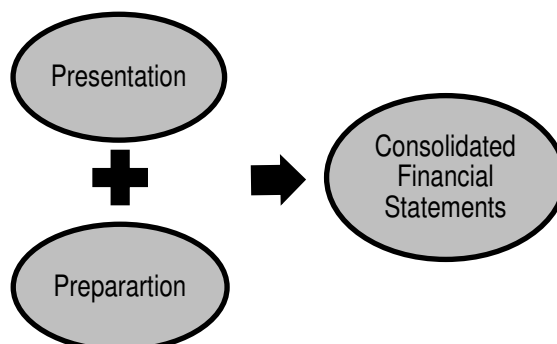 Presentation
Consolidated
Financial
Statements
Preparartion